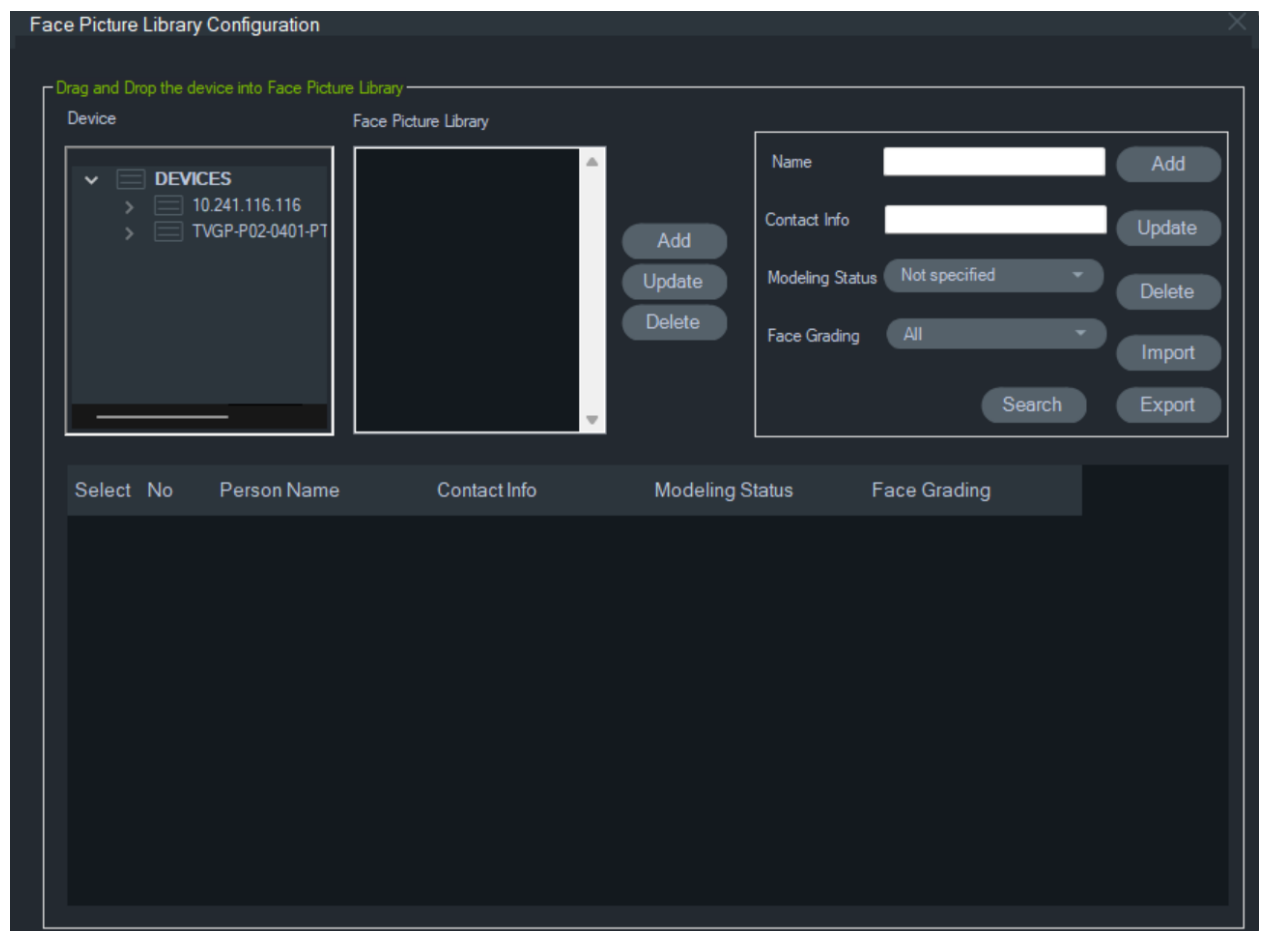 Face Picture Library Configuration
Drag and Drop the device into Face Picture Library
Device
Face Picture Library
DEVICES
10.241.116.116
TVGP-P02-0401-PT
Add
Update
Delete
Name
Add
Contact Info
Update
Modeling Status Not specified
Delete
Face Grading All
Import
Search
Export
Select No Person Name Contact Info Modeling Status Face Grading